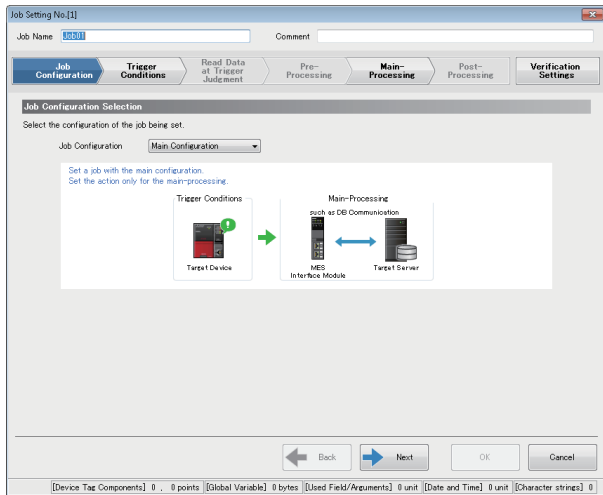 Job Setting No.[1]
Job Name Job01 Comment
Job Configuration
Trigger Conditions
Read Data at Trigger Judgment
Pre-Processing
Main-Processing
Post-Processing
Verification Settings
Job Configuration Selection
Select the configuration of the job being set.
Job Configuration Main Configuration
Set a job with the main configuration.
Set the action only for the main-processing.
Trigger Conditions
Target Device
Main-Processing
such as DB Communication
MES Interface Module
Target Server
Back Next OK Cancel
[Device Tag Components] 0 , 0 points [Global Variable] 0 bytes [Used Field/Arguments] 0 unit [Date and Time] 0 unit [Character strings] 0